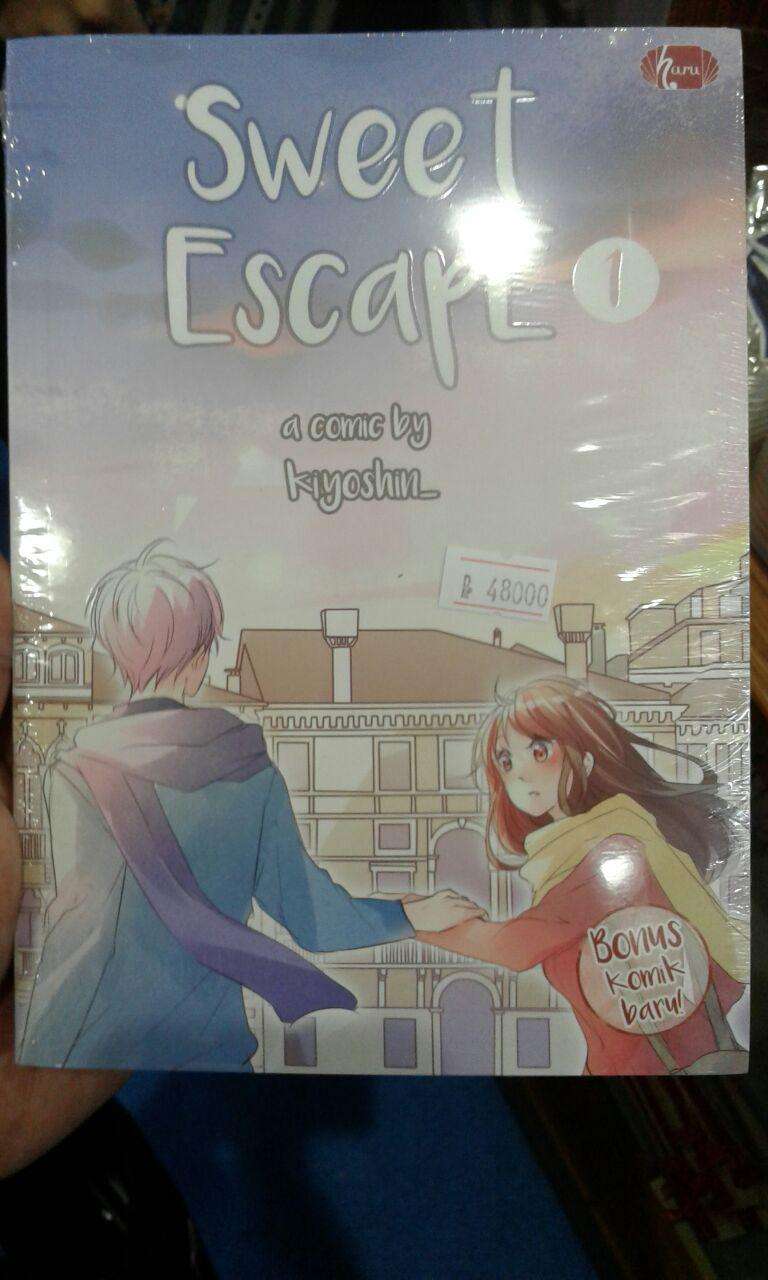 haru
Sweet
Escape
1
a comic by
kiyoshin_
Rp 48000
Bonus
komik
baru!